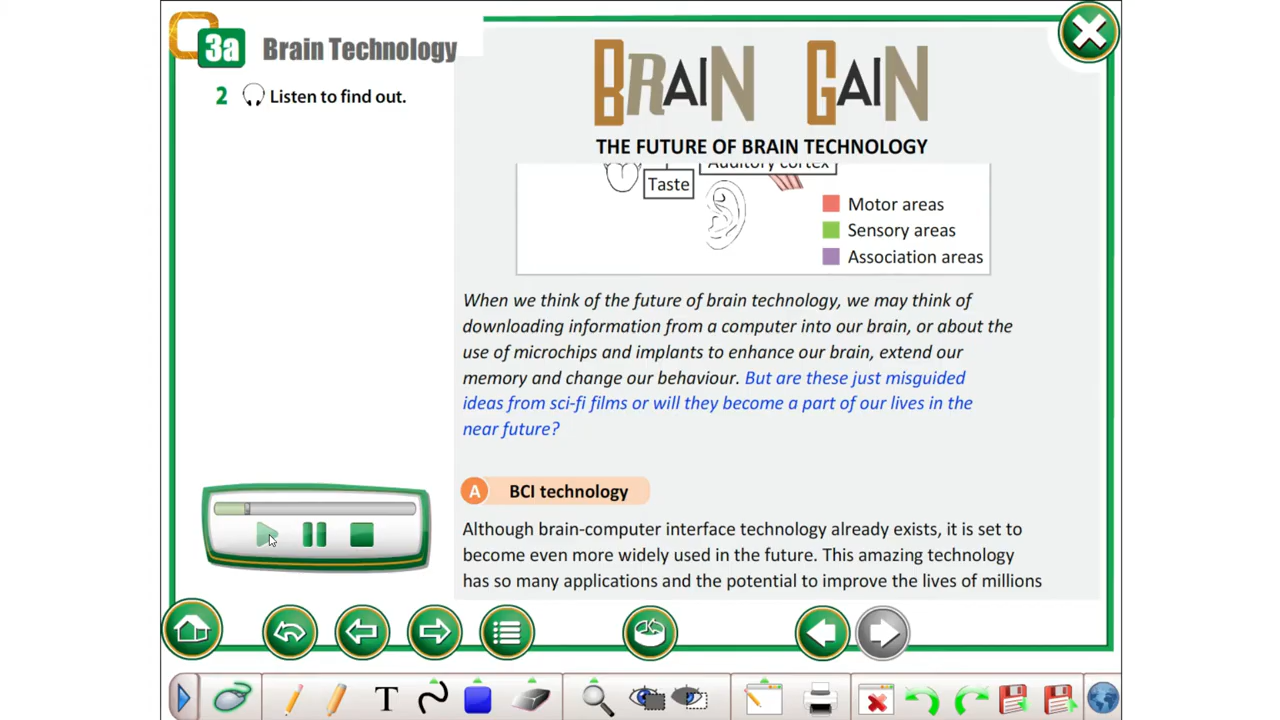 3a Brain Technology
2 Listen to find out.
BRAIN GAIN
THE FUTURE OF BRAIN TECHNOLOGY
Auditory cortex
Taste
Motor areas
Sensory areas
Association areas
When we think of the future of brain technology, we may think of
downloading information from a computer into our brain, or about the
use of microchips and implants to enhance our brain, extend our
memory and change our behaviour. But are these just misguided
ideas from sci-fi films or will they become a part of our lives in the
near future?
A BCI technology
Although brain-computer interface technology already exists, it is set to
become even more widely used in the future. This amazing technology
has so many applications and the potential to improve the lives of millions
T